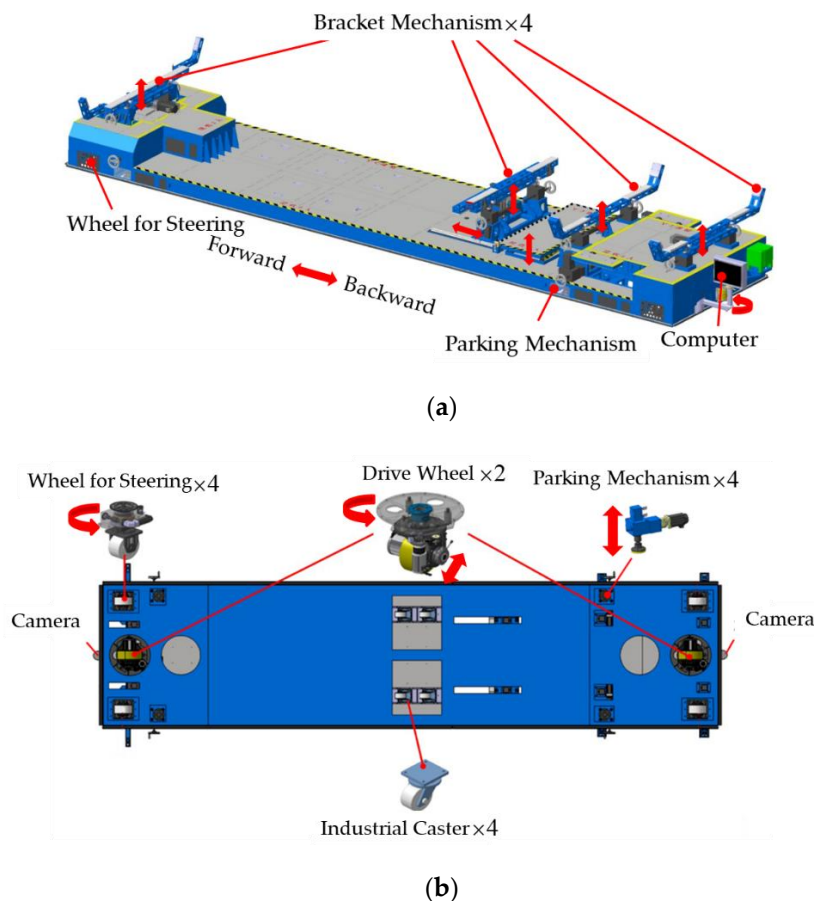 Bracket Mechanism×4
Wheel for Steering
Forward
Backward
Parking Mechanism
Computer
(a)
Wheel for Steering×4
Drive Wheel ×2
Parking Mechanism×4
Camera
Camera
Industrial Caster×4
(b)